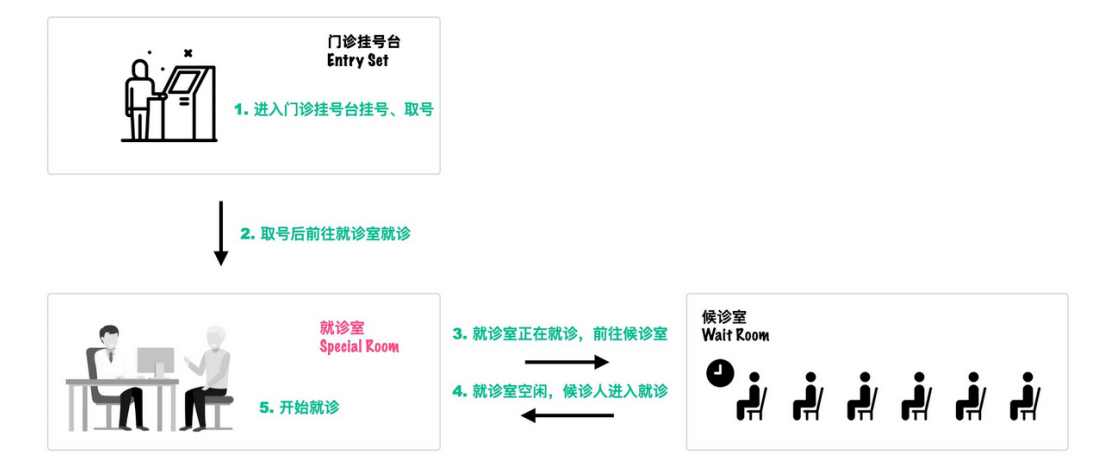 门诊挂号台
Entry Set
1. 进入门诊挂号台挂号、取号
2. 取号后前往就诊室就诊
就诊室
Special Room
5. 开始就诊
3. 就诊室正在就诊，前往候诊室
4. 就诊室空闲，候诊人进入就诊
候诊室
Wait Room